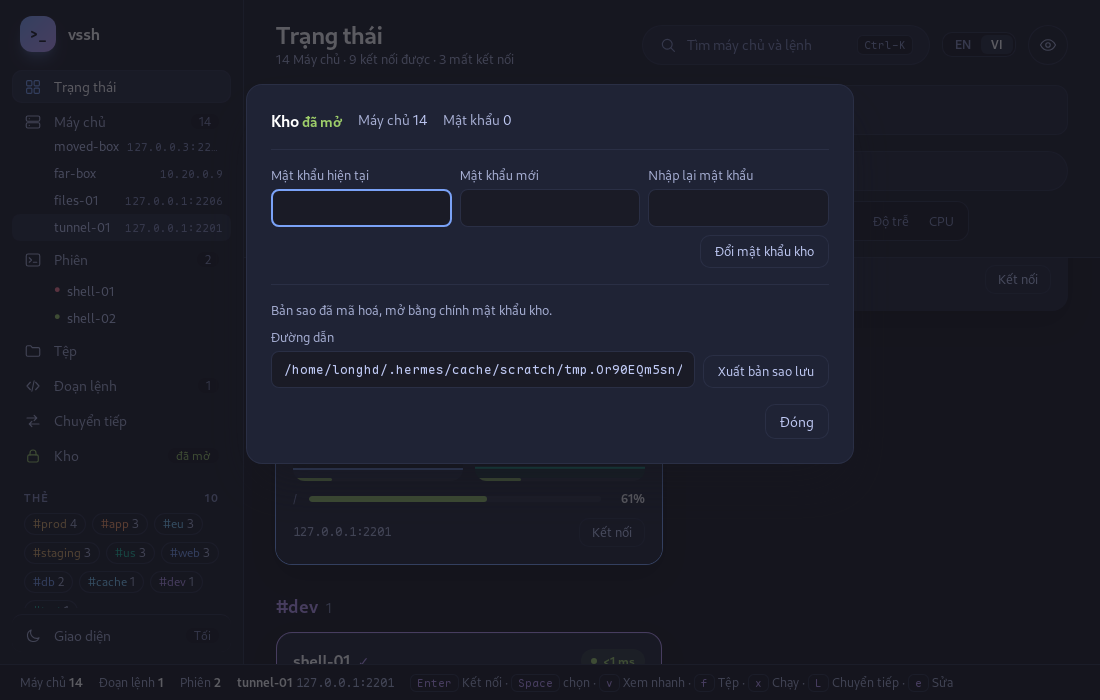 >_ vssh
Trạng thái
Máy chủ 14
moved-box 127.0.0.3:22…
far-box 10.20.0.9
files-01 127.0.0.1:2206
tunnel-01 127.0.0.1:2201
Phiên 2
shell-01
shell-02
Tệp
Đoạn lệnh 1
Chuyển tiếp
Kho đã mở
THẺ 10
#prod 4 #app 3 #eu 3
#staging 3 #us 3 #web 3
#db 2 #cache 1 #dev 1
Giao diện Tối
Trạng thái
14 Máy chủ · 9 kết nối được · 3 mất kết nối
Tìm máy chủ và lệnh Ctrl-K
EN VI
Độ trễ CPU
Kết nối
Kho đã mở Máy chủ 14 Mật khẩu 0
Mật khẩu hiện tại Mật khẩu mới Nhập lại mật khẩu
Đổi mật khẩu kho
Bản sao đã mã hoá, mở bằng chính mật khẩu kho.
Đường dẫn
/home/longhd/.hermes/cache/scratch/tmp.Or90EQm5sn/ Xuất bản sao lưu
Đóng
/ 61%
127.0.0.1:2201 Kết nối
#dev 1
shell-01 ✓ <1 ms
Máy chủ 14 Đoạn lệnh 1 Phiên 2 tunnel-01 127.0.0.1:2201 Enter Kết nối · Space chọn · v Xem nhanh · f Tệp · x Chạy · L Chuyển tiếp · e Sửa